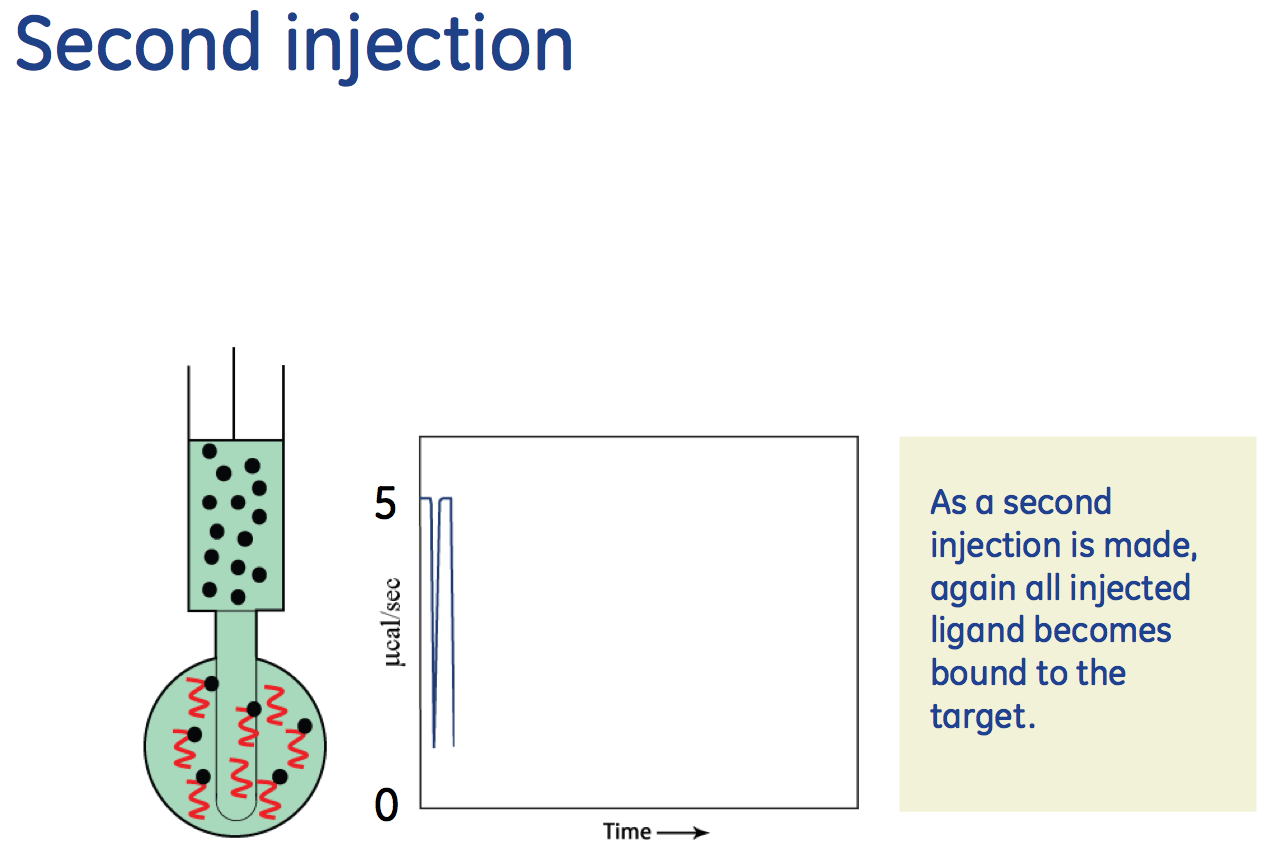 Second injection
5
0
µcal/sec
Time
As a second
injection is made,
again all injected
ligand becomes
bound to the
target.